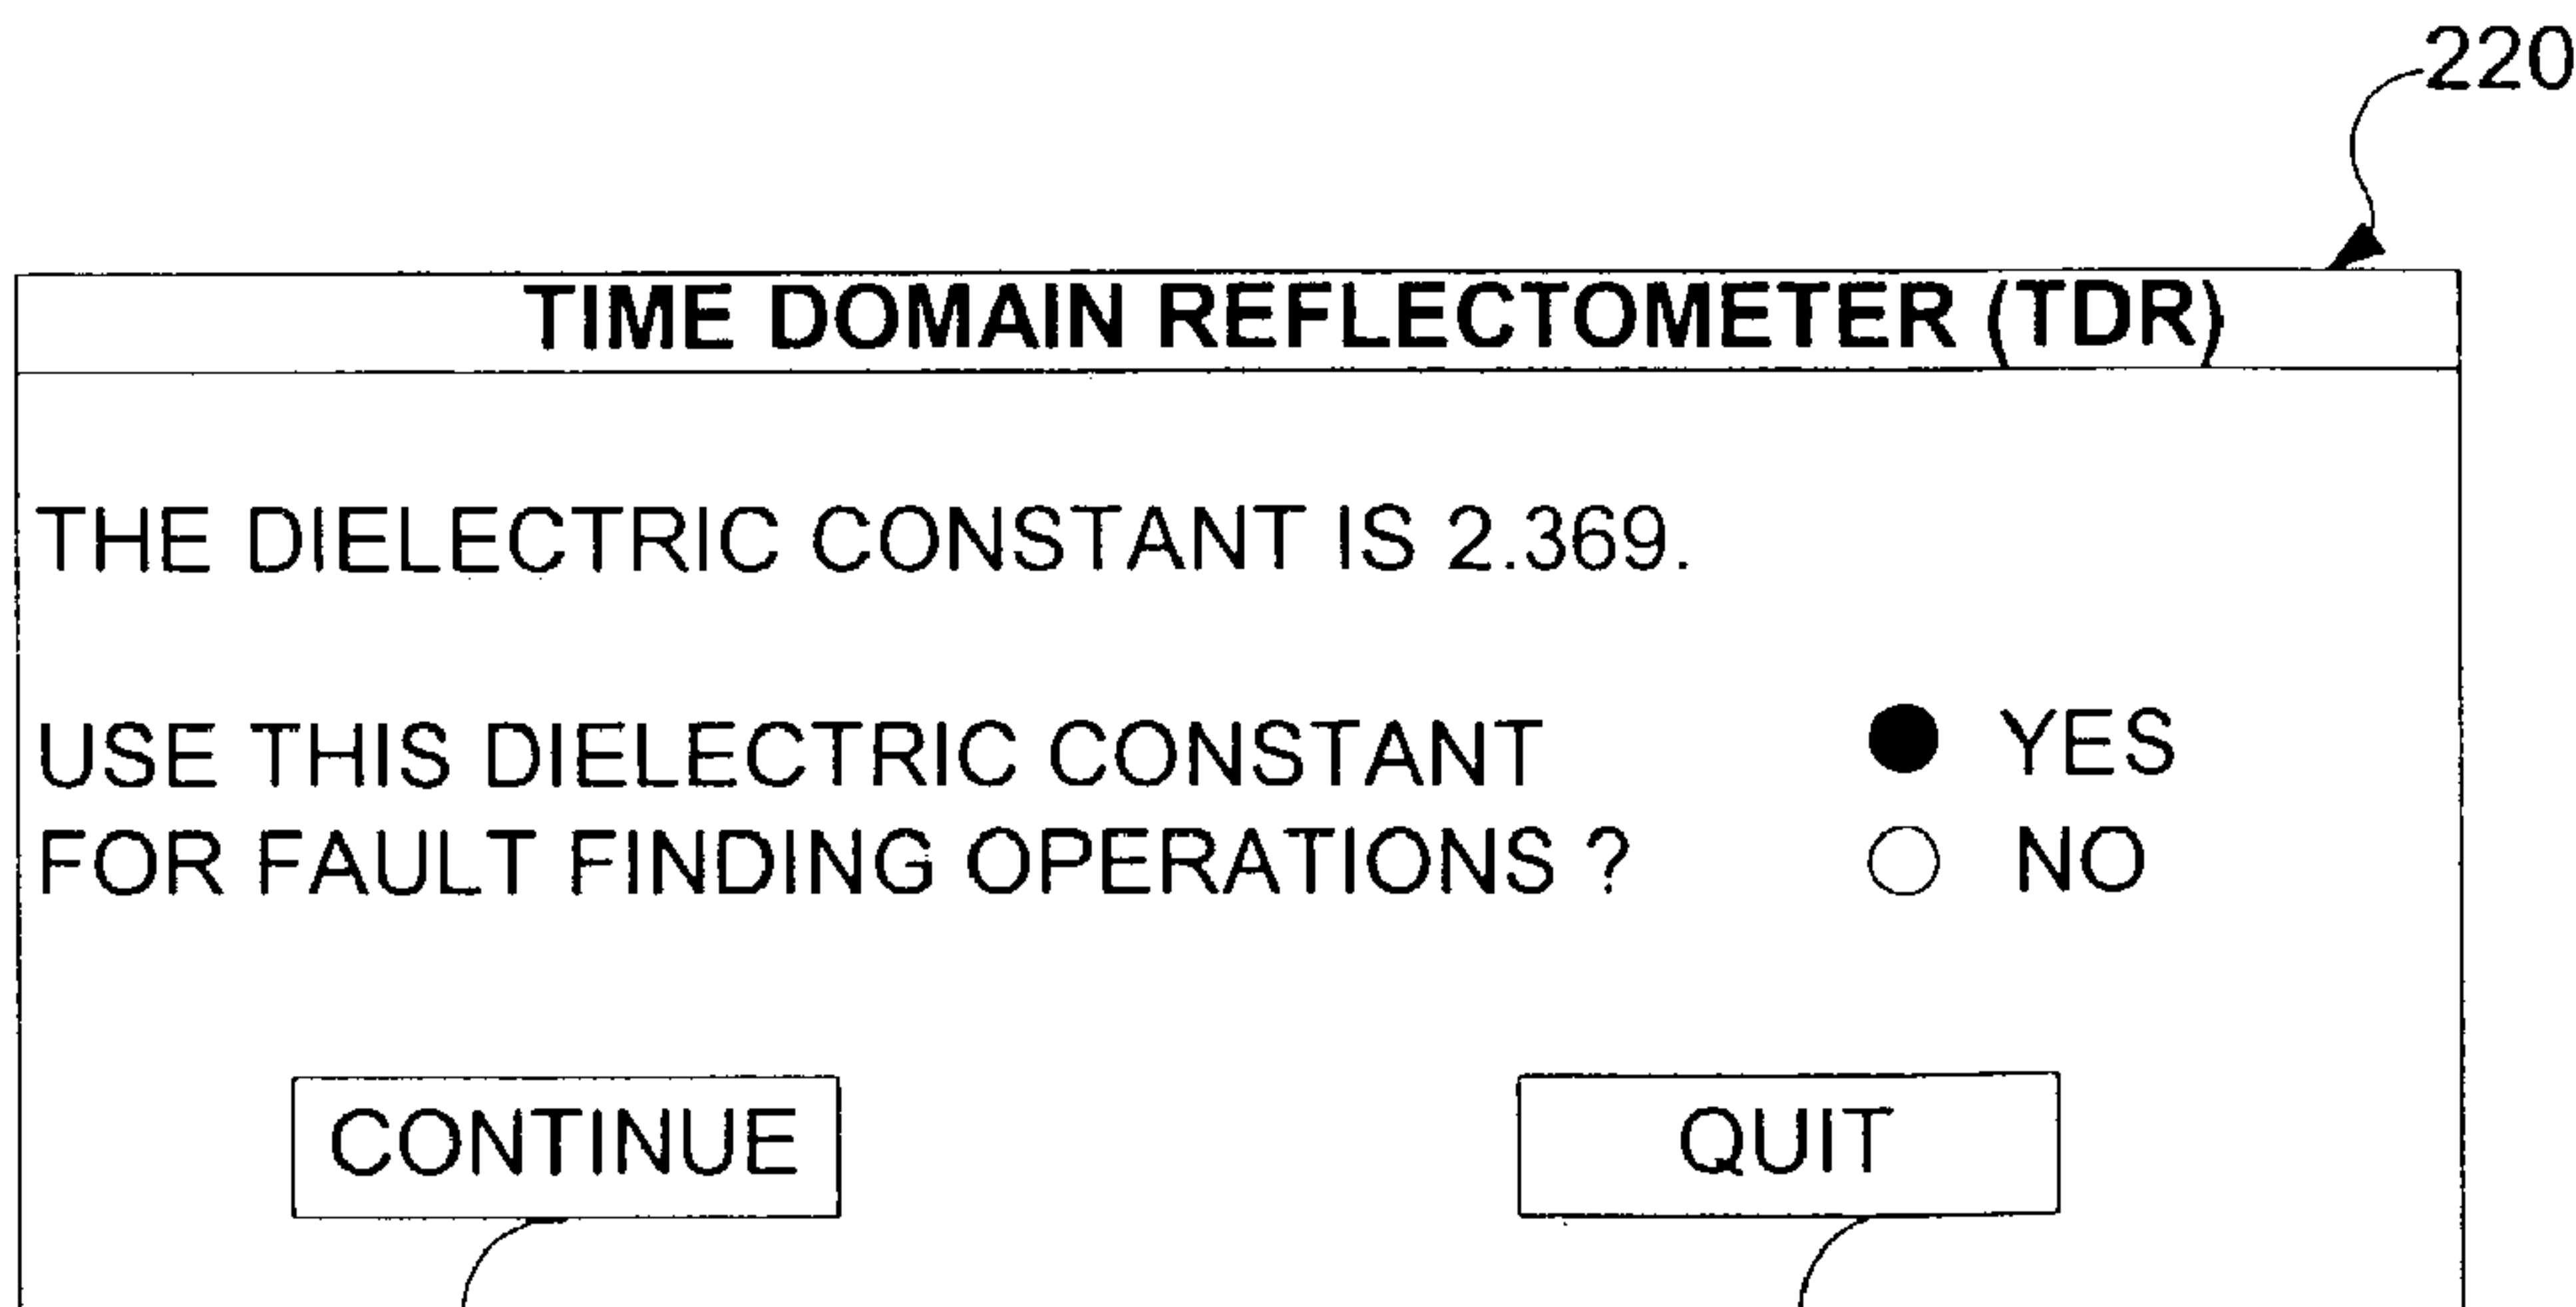 220
TIME DOMAIN REFLECTOMETER (TDR)
THE DIELECTRIC CONSTANT IS 2.369.
USE THIS DIELECTRIC CONSTANT
FOR FAULT FINDING OPERATIONS ?
YES
NO
CONTINUE
QUIT